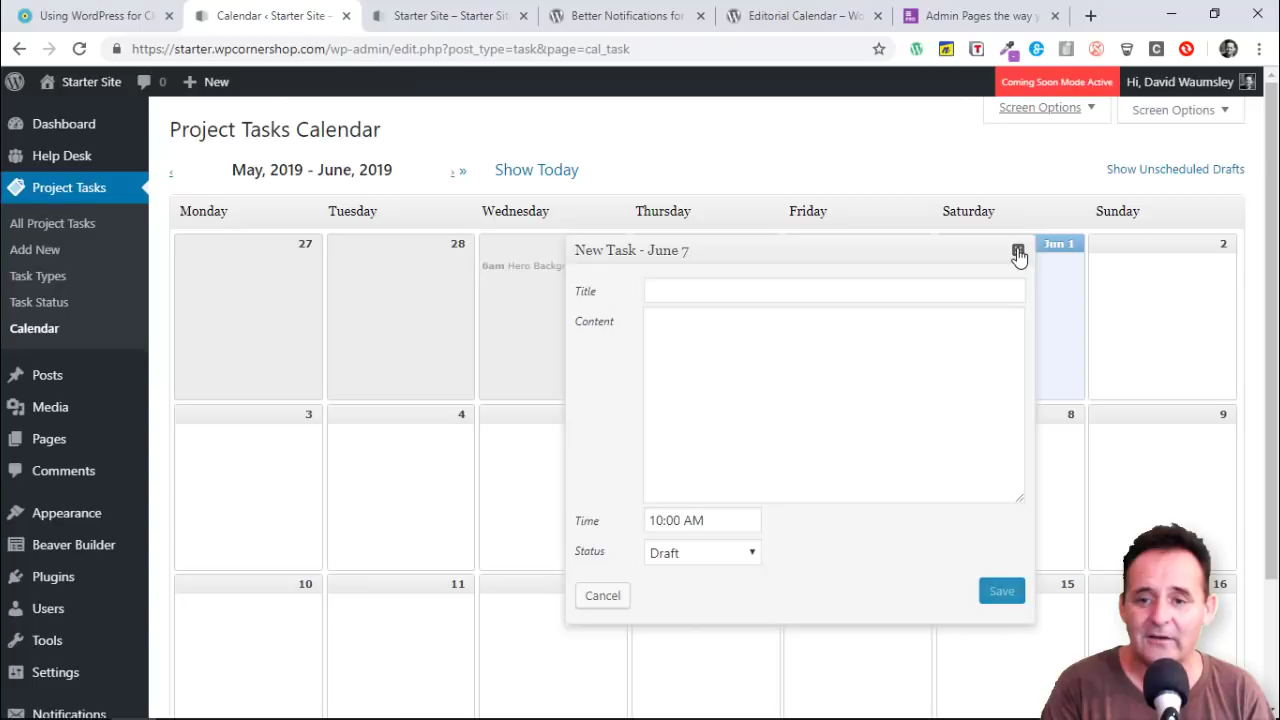 Using WordPress for Cl
Calendar ‹ Starter Site –
Starter Site – Starter Sit
Better Notifications for
Editorial Calendar – Wo
Admin Pages the way y
https://starter.wpcornershop.com/wp-admin/edit.php?post_type=task&page=cal_task
Starter Site
0
New
Coming Soon Mode Active
Hi, David Waumsley
Dashboard
Help Desk
Project Tasks
All Project Tasks
Add New
Task Types
Task Status
Calendar
Posts
Media
Pages
Comments
Appearance
Beaver Builder
Plugins
Users
Tools
Settings
Notifications
Screen Options ▼
Screen Options ▼
Project Tasks Calendar
‹ May, 2019 - June, 2019 › » Show Today
Show Unscheduled Drafts
Monday Tuesday Wednesday Thursday Friday Saturday Sunday
27 28 Jun 1 2
6am Hero Backg
3 4 8 9
10 11 15 16
New Task - June 7
Title
Content
Time 10:00 AM
Status Draft ▼
Cancel Save